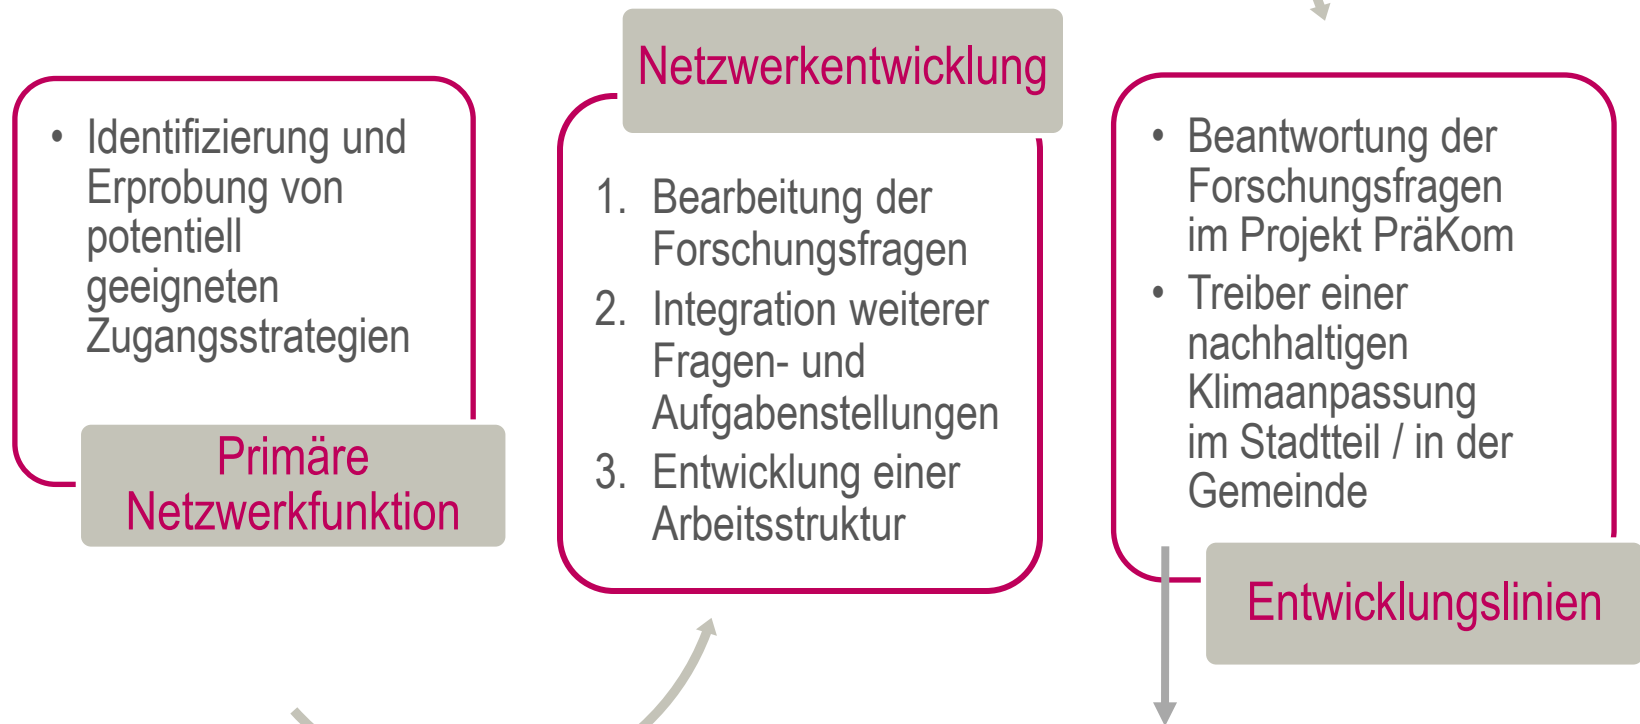 • Identifizierung und
Erprobung von
potentiell
geeigneten
Zugangsstrategien
Primäre
Netzwerkfunktion
Netzwerkentwicklung
1. Bearbeitung der
Forschungsfragen
2. Integration weiterer
Fragen- und
Aufgabenstellungen
3. Entwicklung einer
Arbeitsstruktur
• Beantwortung der
Forschungsfragen
im Projekt PräKom
• Treiber einer
nachhaltigen
Klimaanpassung
im Stadtteil / in der
Gemeinde
Entwicklungslinien